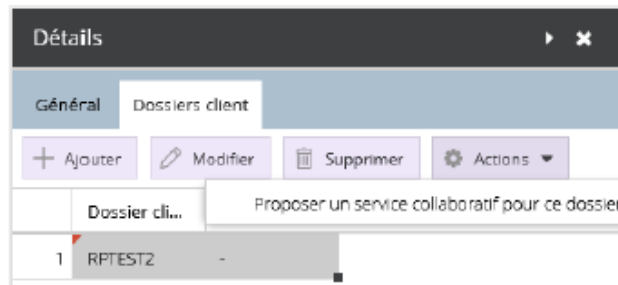 Détails
Général Dossiers client
Ajouter Modifier Supprimer Actions
Proposer un service collaboratif pour ce dossier
Dossier cli...
1 RPTEST2 -